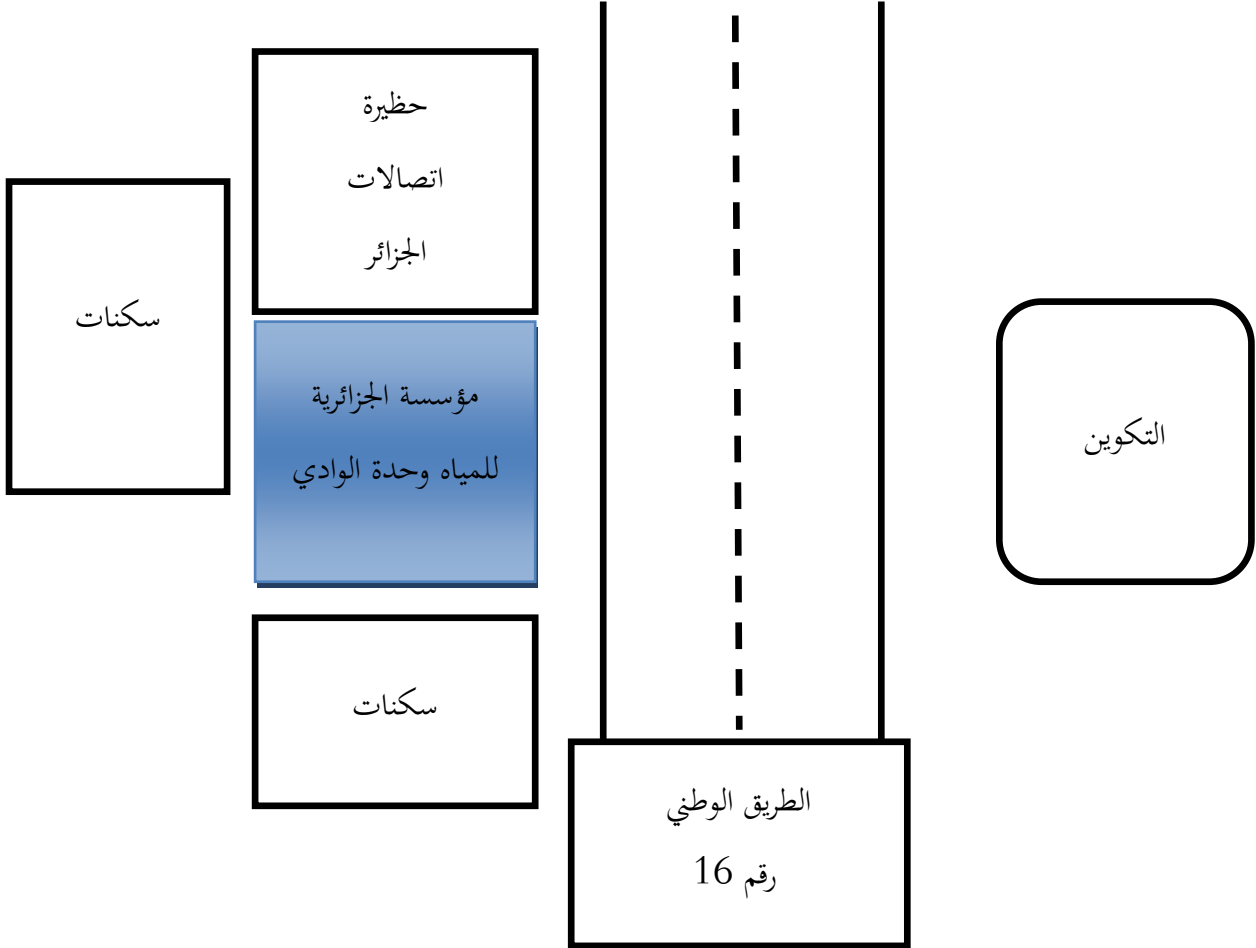 حظيرة
اتصالات
الجزائر
سكنات
مؤسسة الجزائرية
للمياه وحدة الوادي
التكوين
سكنات
الطريق الوطني
رقم 16